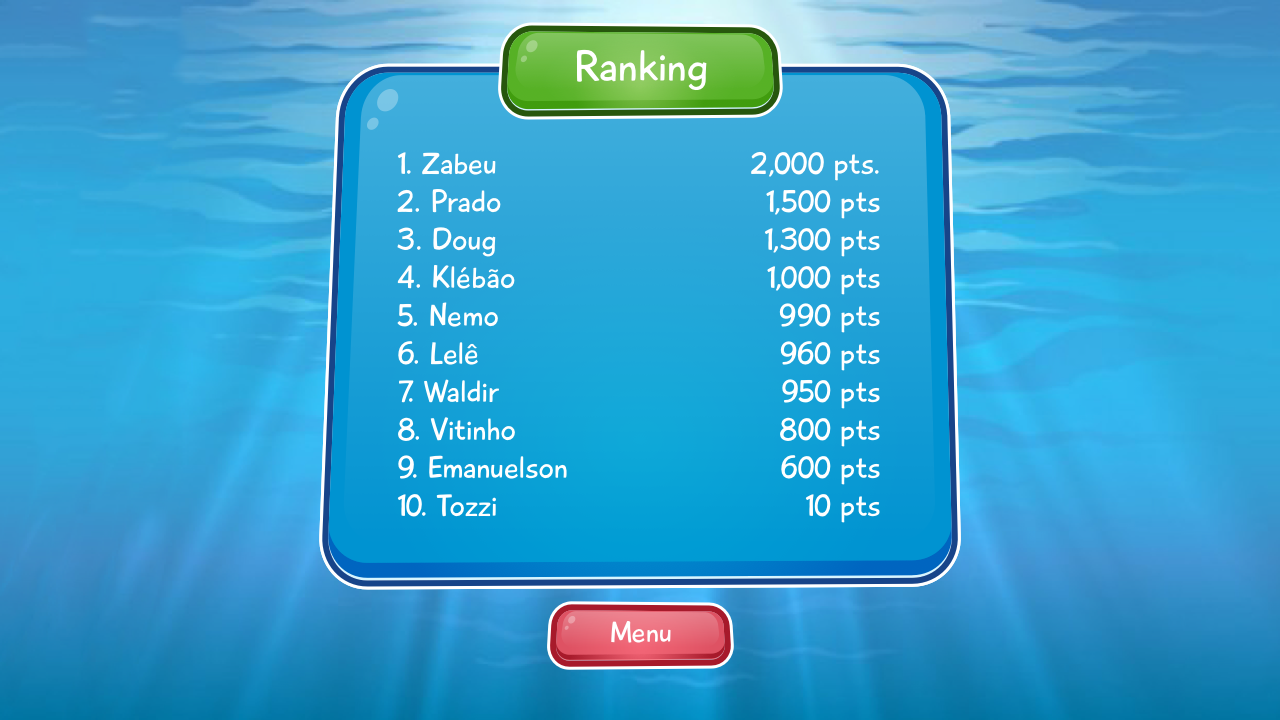 Ranking
1. Zabeu 2,000 pts.
2. Prado 1,500 pts
3. Doug 1,300 pts
4. Klébão 1,000 pts
5. Nemo 990 pts
6. Lelê 960 pts
7. Waldir 950 pts
8. Vitinho 800 pts
9. Emanuelson 600 pts
10. Tozzi 10 pts
Menu